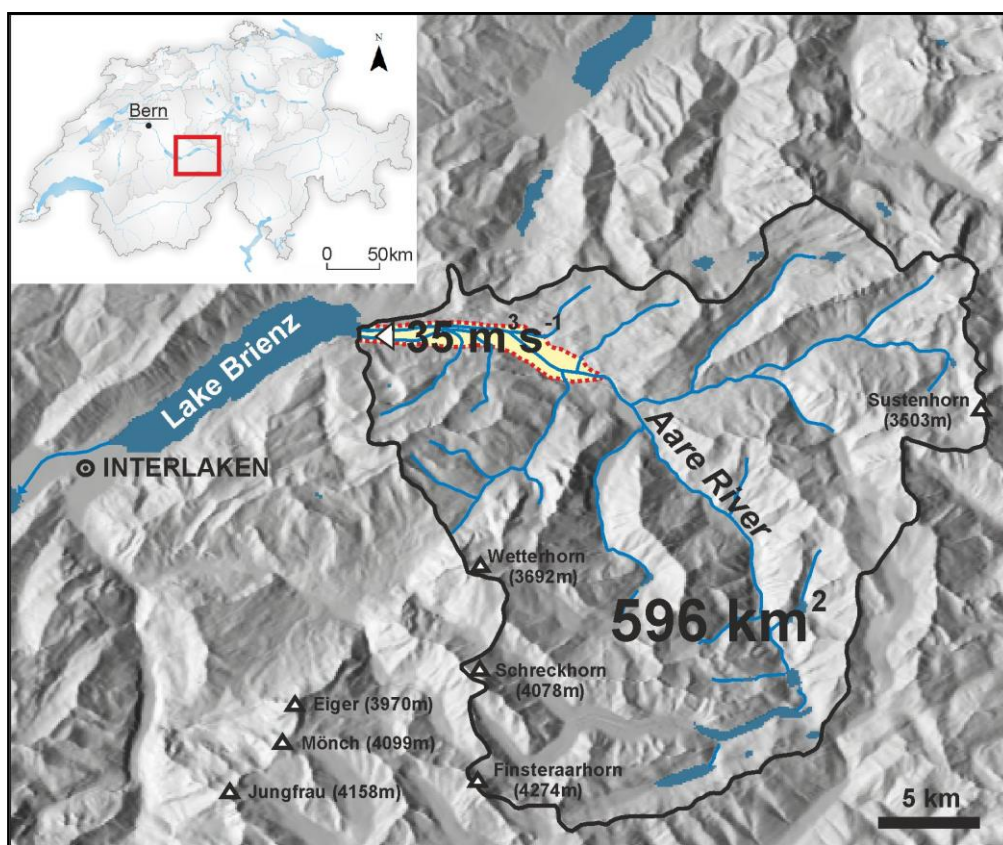 N
Bern
0 50km
35 m³ s⁻¹
Lake Brienz
Sustenhorn
(3503m)
Aare River
INTERLAKEN
Wetterhorn
(3692m)
596 km²
Schreckhorn
(4078m)
Eiger (3970m)
Mönch (4099m)
Jungfrau (4158m)
Finsteraarhorn
(4274m)
5 km